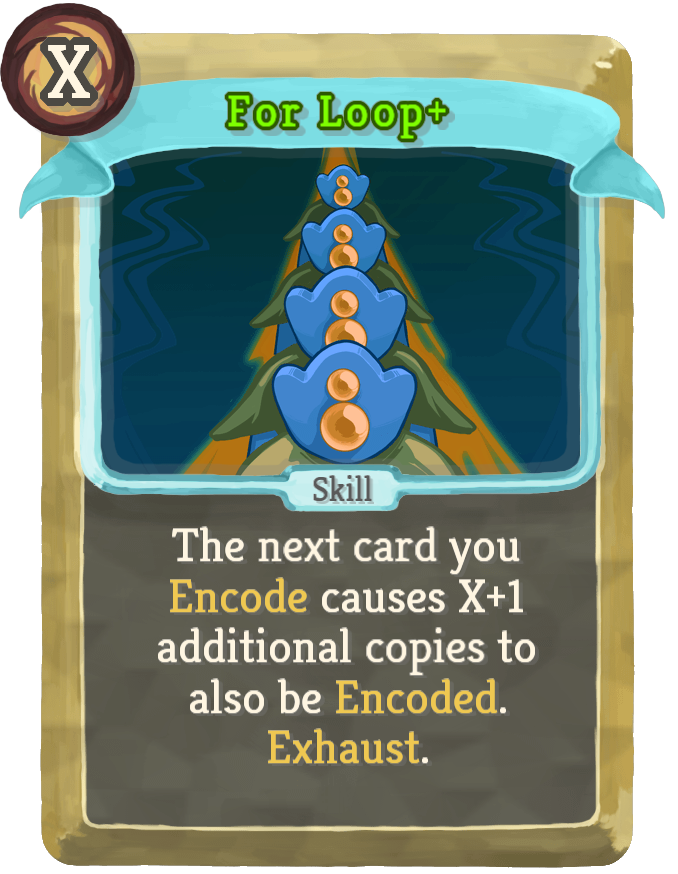 X
For Loop+
Skill
The next card you
Encode causes X+1
additional copies to
also be Encoded.
Exhaust.